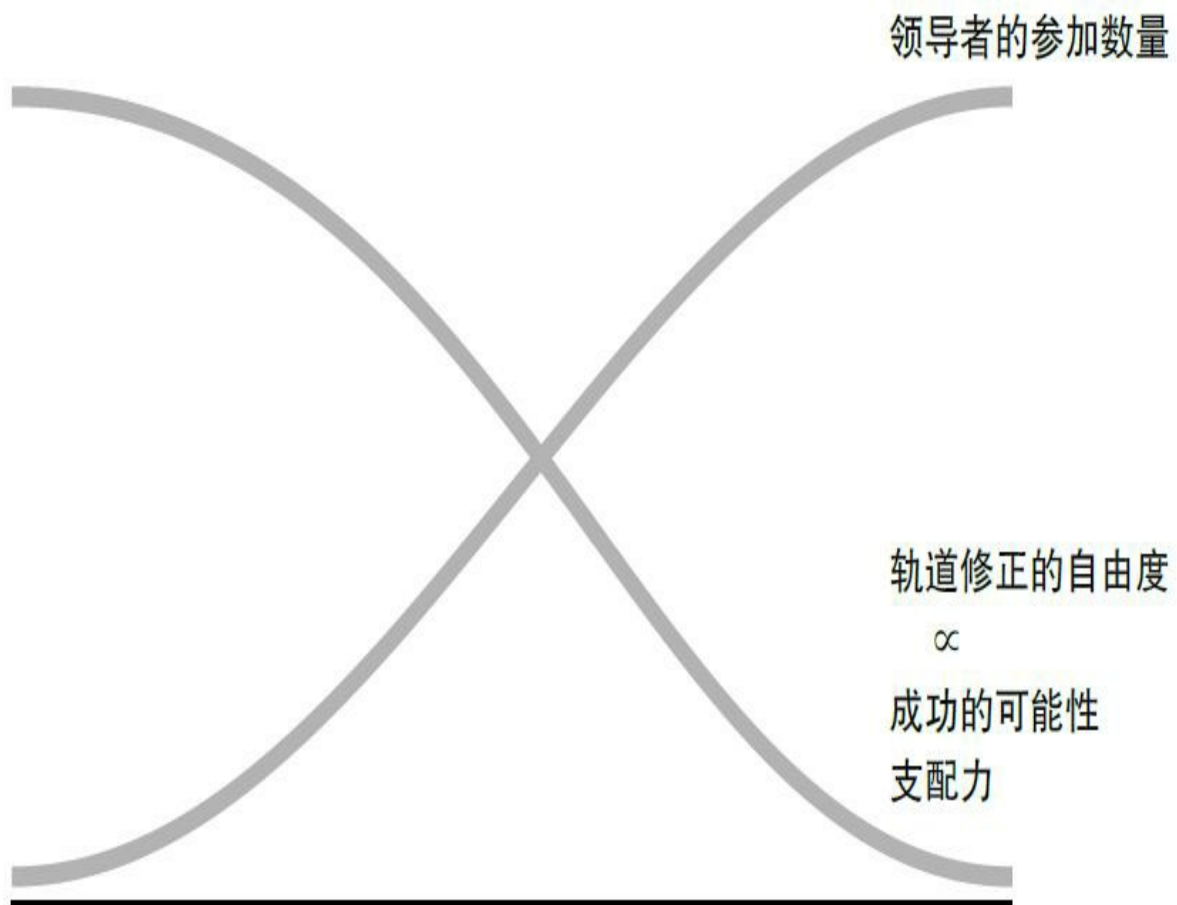 领导者的参加数量
轨道修正的自由度
∝
成功的可能性
支配力